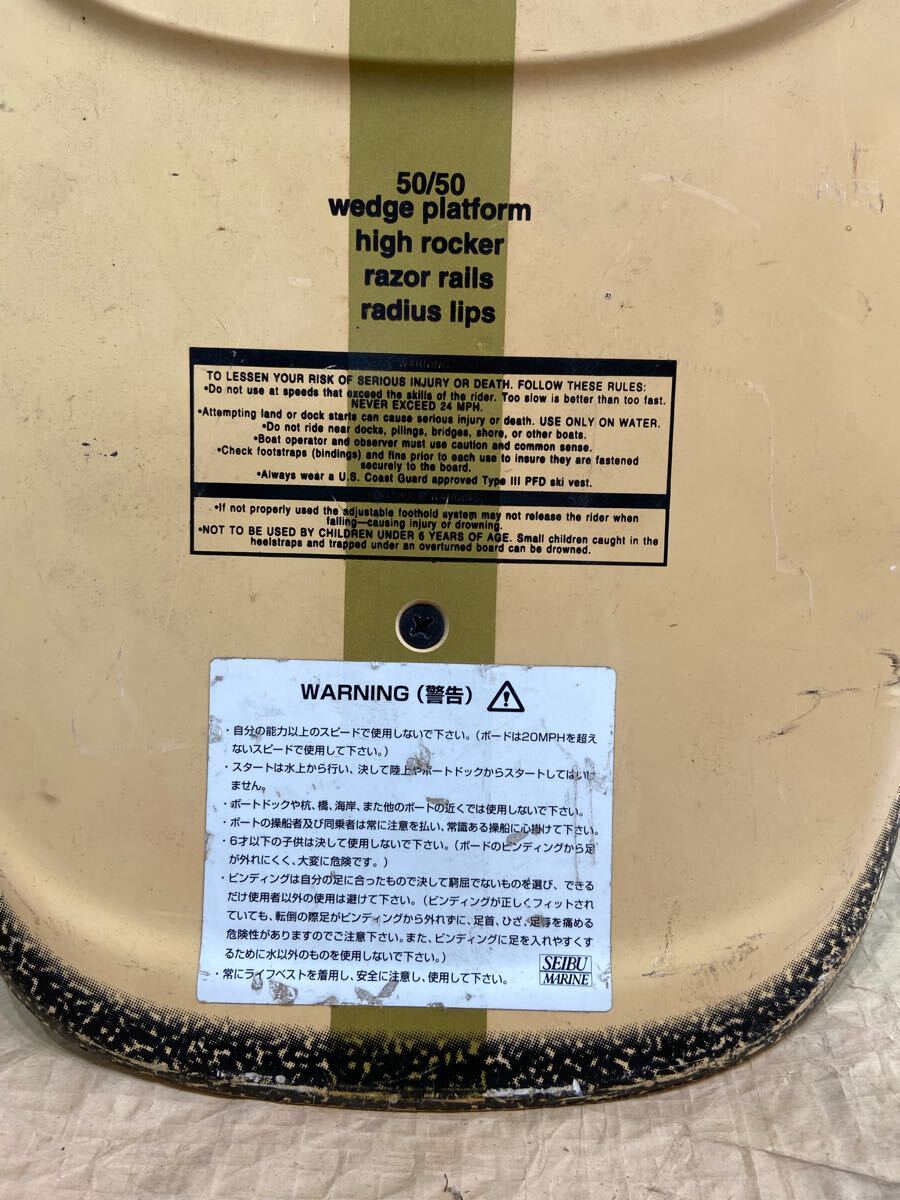 50/50
wedge platform
high rocker
razor rails
radius lips
WARNING
TO LESSEN YOUR RISK OF SERIOUS INJURY OR DEATH. FOLLOW THESE RULES:
•Do not use at speeds that exceed the skills of the rider. Too slow is better than too fast.
NEVER EXCEED 24 MPH.
•Attempting land or dock starts can cause serious injury or death. USE ONLY ON WATER.
•Do not ride near docks, pilings, bridges, shore, or other boats.
•Boat operator and observer must use caution and common sense.
•Check footstraps (bindings) and fins prior to each use to insure they are fastened
securely to the board.
•Always wear a U.S. Coast Guard approved Type III PFD ski vest.
WARNING
•If not properly used the adjustable foothold system may not release the rider when
falling—causing injury or drowning.
•NOT TO BE USED BY CHILDREN UNDER 6 YEARS OF AGE. Small children caught in the
heelstraps and trapped under an overturned board can be drowned.
WARNING（警告）
・自分の能力以上のスピードで使用しないで下さい。（ボードは20MPHを超え
ないスピードで使用して下さい。）
・スタートは水上から行い、決して陸上やボートドックからスタートしてはいけ
ません。
・ボートドックや杭、橋、海岸、また他のボートの近くでは使用しないで下さい。
・ボートの操船者及び同乗者は常に注意を払い、常識ある操船に心掛けて下さい。
・6才以下の子供は決して使用しないで下さい。（ボードのビンディングから足
が外れにくく、大変に危険です。）
・ビンディングは自分の足に合ったもので決して窮屈でないものを選び、できる
だけ使用者以外の使用は避けて下さい。（ビンディングが正しくフィットされ
ていても、転倒の際足がビンディングから外れずに、足首、ひざ、足等を痛める
危険性がありますのでご注意下さい。また、ビンディングに足を入れやすくす
るために水以外のものを使用しないで下さい。）
・常にライフベストを着用し、安全に注意し、使用して下さい。
SEIBU
MARINE